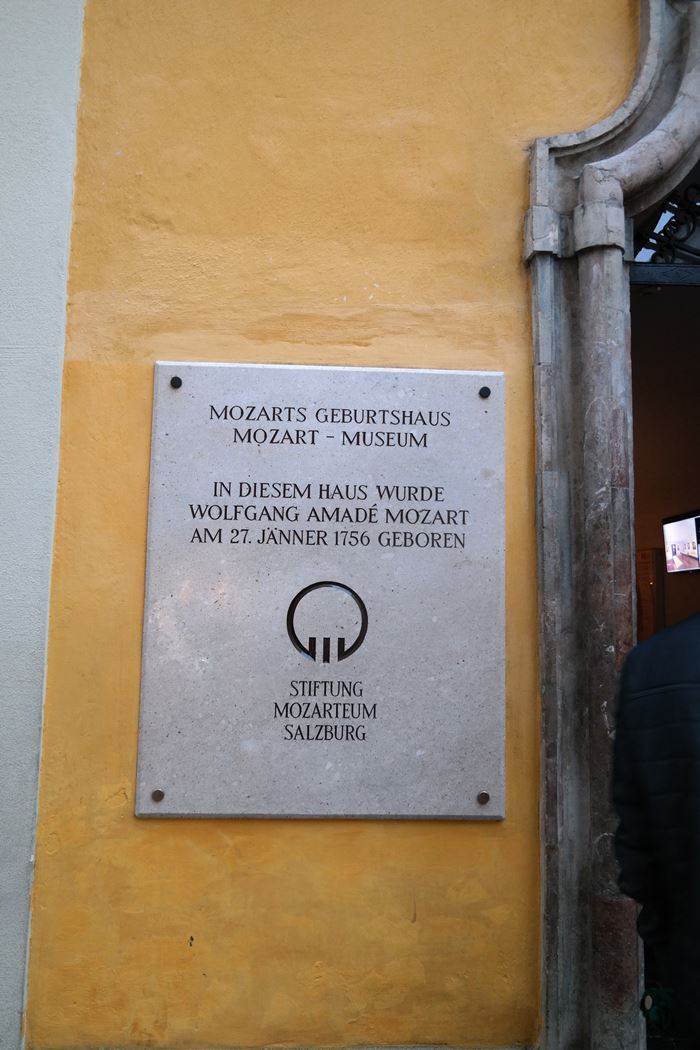 MOZARTS GEBURTSHAUS
MOZART - MUSEUM
IN DIESEM HAUS WURDE
WOLFGANG AMADÉ MOZART
AM 27. JÄNNER 1756 GEBOREN
STIFTUNG
MOZARTEUM
SALZBURG